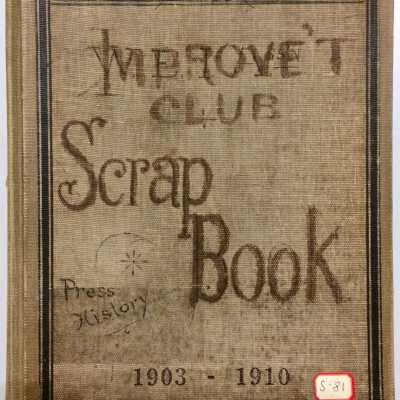 IMPROVE'T
CLUB
Scrap
Book
Press
History
1903 - 1910
S-81